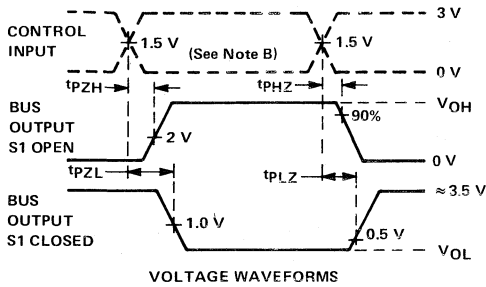 CONTROL
INPUT
1.5 V
(See Note B)
1.5 V
3 V
0 V
tPZH
tPHZ
BUS
OUTPUT
S1 OPEN
2 V
90%
VOH
0 V
tPZL
tPLZ
BUS
OUTPUT
S1 CLOSED
1.0 V
0.5 V
≈ 3.5 V
VOL
VOLTAGE WAVEFORMS